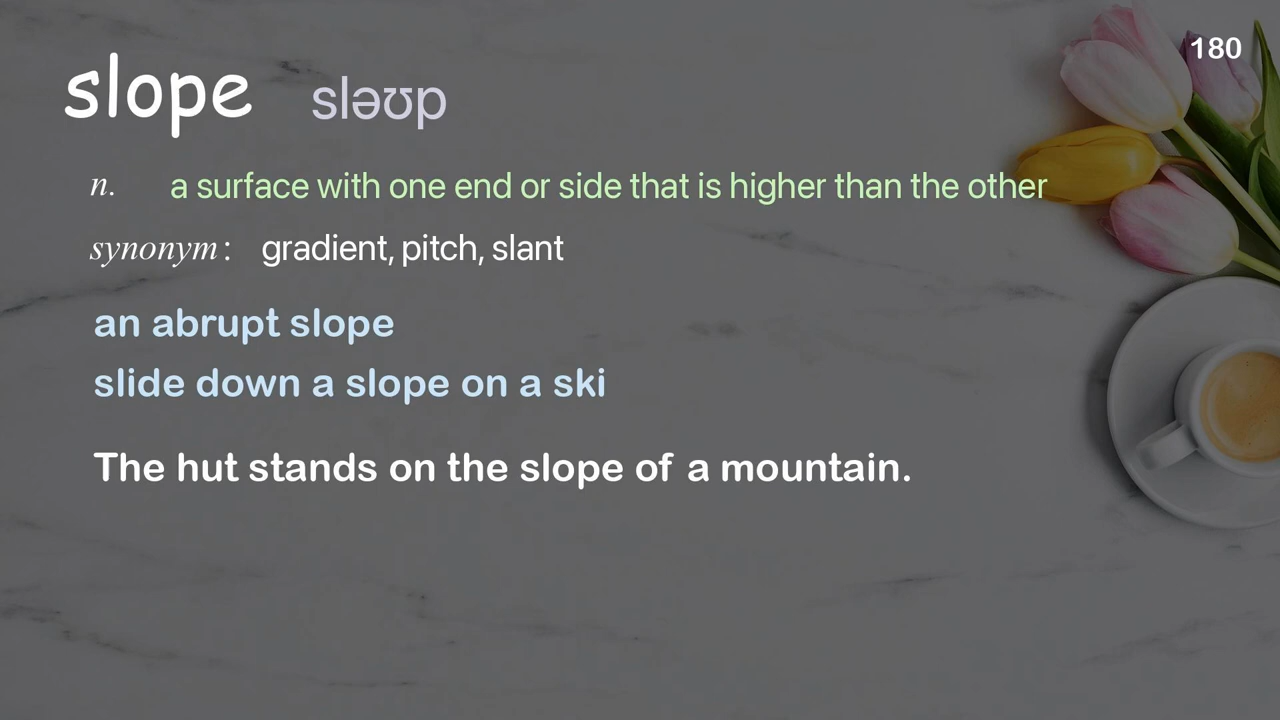 180
slope sləʊp
n. a surface with one end or side that is higher than the other
synonym: gradient, pitch, slant
an abrupt slope
slide down a slope on a ski
The hut stands on the slope of a mountain.